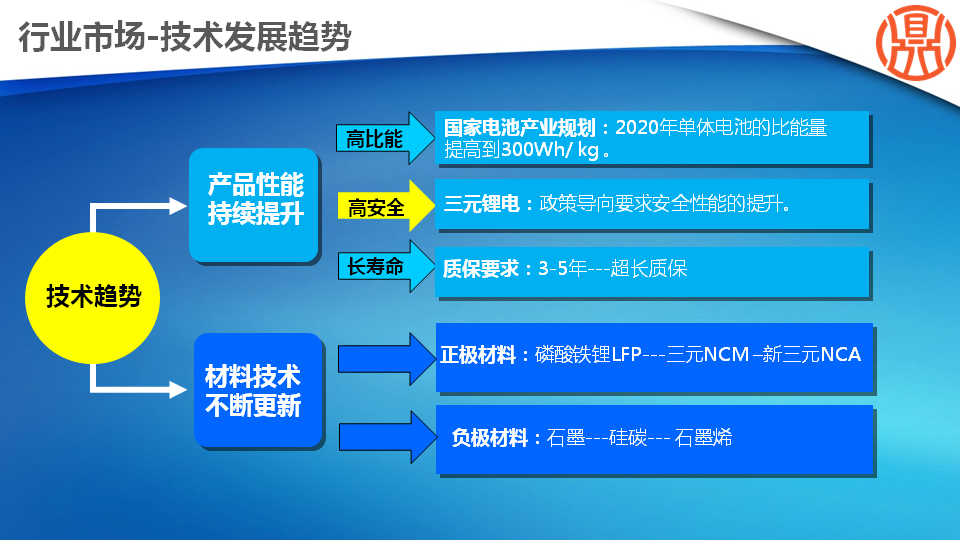 行业市场-技术发展趋势
鼎
技术趋势
产品性能
持续提升
高比能
国家电池产业规划：2020年单体电池的比能量
提高到300Wh/ kg 。
高安全
三元锂电：政策导向要求安全性能的提升。
长寿命
质保要求：3-5年---超长质保
材料技术
不断更新
正极材料：磷酸铁锂LFP---三元NCM –新三元NCA
负极材料：石墨---硅碳--- 石墨烯